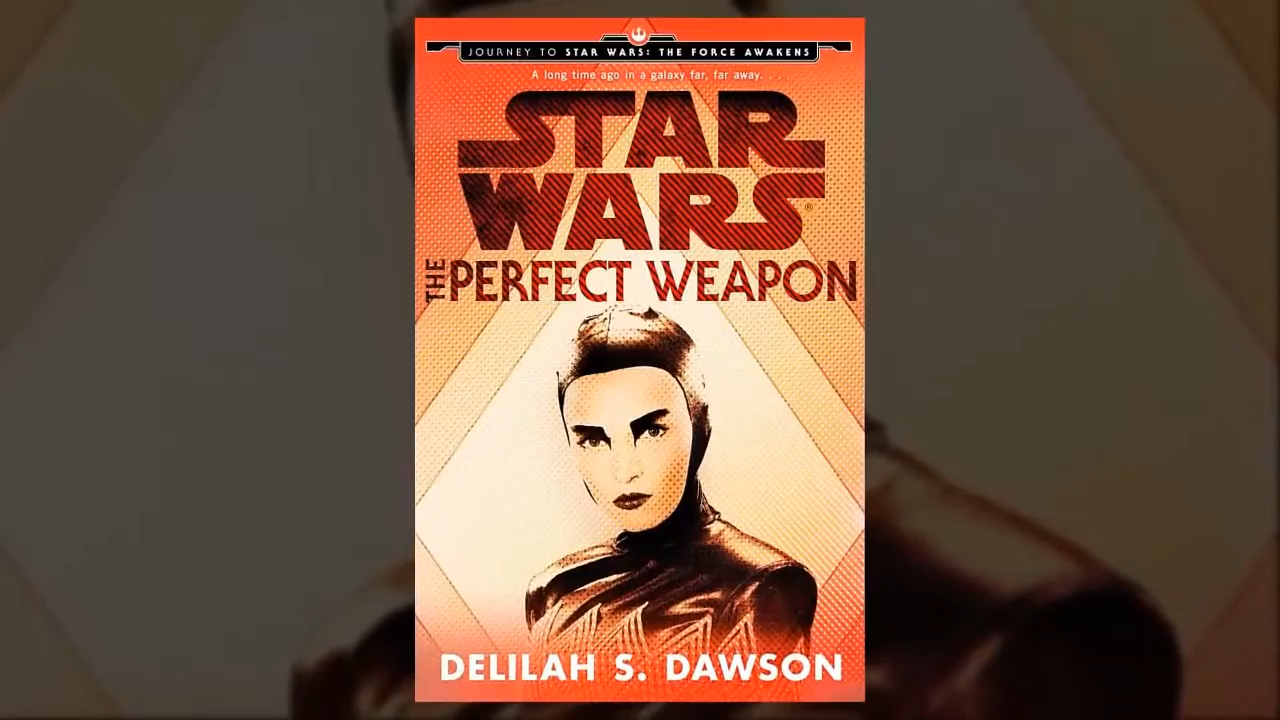 JOURNEY TO STAR WARS: THE FORCE AWAKENS
A long time ago in a galaxy far, far away. . . .
STAR
WARS®
THE PERFECT WEAPON
DELILAH S. DAWSON